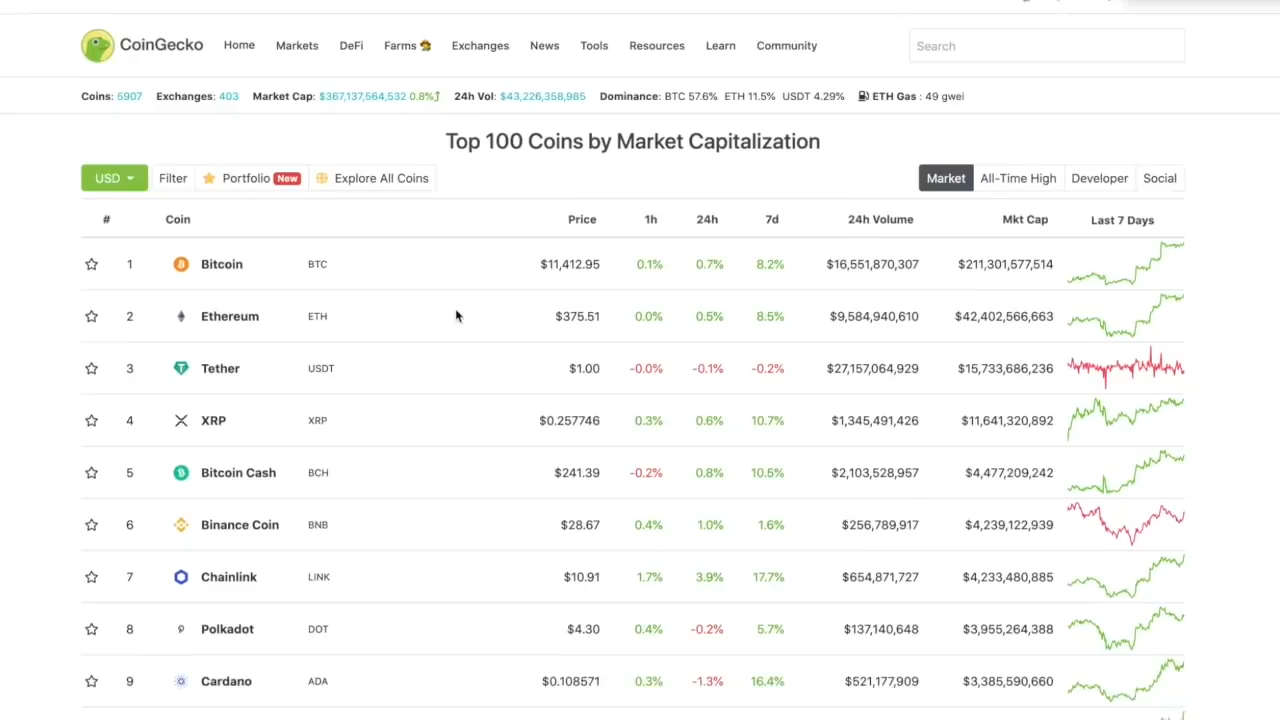 CoinGecko Home Markets DeFi Farms Exchanges News Tools Resources Learn Community Search
Coins: 5907 Exchanges: 403 Market Cap: $367,137,564,532 0.8% 24h Vol: $43,226,358,985 Dominance: BTC 57.6% ETH 11.5% USDT 4.29% ETH Gas : 49 gwei
Top 100 Coins by Market Capitalization
USD Filter Portfolio New Explore All Coins Market All-Time High Developer Social
# Coin Price 1h 24h 7d 24h Volume Mkt Cap Last 7 Days
1 Bitcoin BTC $11,412.95 0.1% 0.7% 8.2% $16,551,870,307 $211,301,577,514
2 Ethereum ETH $375.51 0.0% 0.5% 8.5% $9,584,940,610 $42,402,566,663
3 Tether USDT $1.00 -0.0% -0.1% -0.2% $27,157,064,929 $15,733,686,236
4 XRP XRP $0.257746 0.3% 0.6% 10.7% $1,345,491,426 $11,641,320,892
5 Bitcoin Cash BCH $241.39 -0.2% 0.8% 10.5% $2,103,528,957 $4,477,209,242
6 Binance Coin BNB $28.67 0.4% 1.0% 1.6% $256,789,917 $4,239,122,939
7 Chainlink LINK $10.91 1.7% 3.9% 17.7% $654,871,727 $4,233,480,885
8 Polkadot DOT $4.30 0.4% -0.2% 5.7% $137,140,648 $3,955,264,388
9 Cardano ADA $0.108571 0.3% -1.3% 16.4% $521,177,909 $3,385,590,660